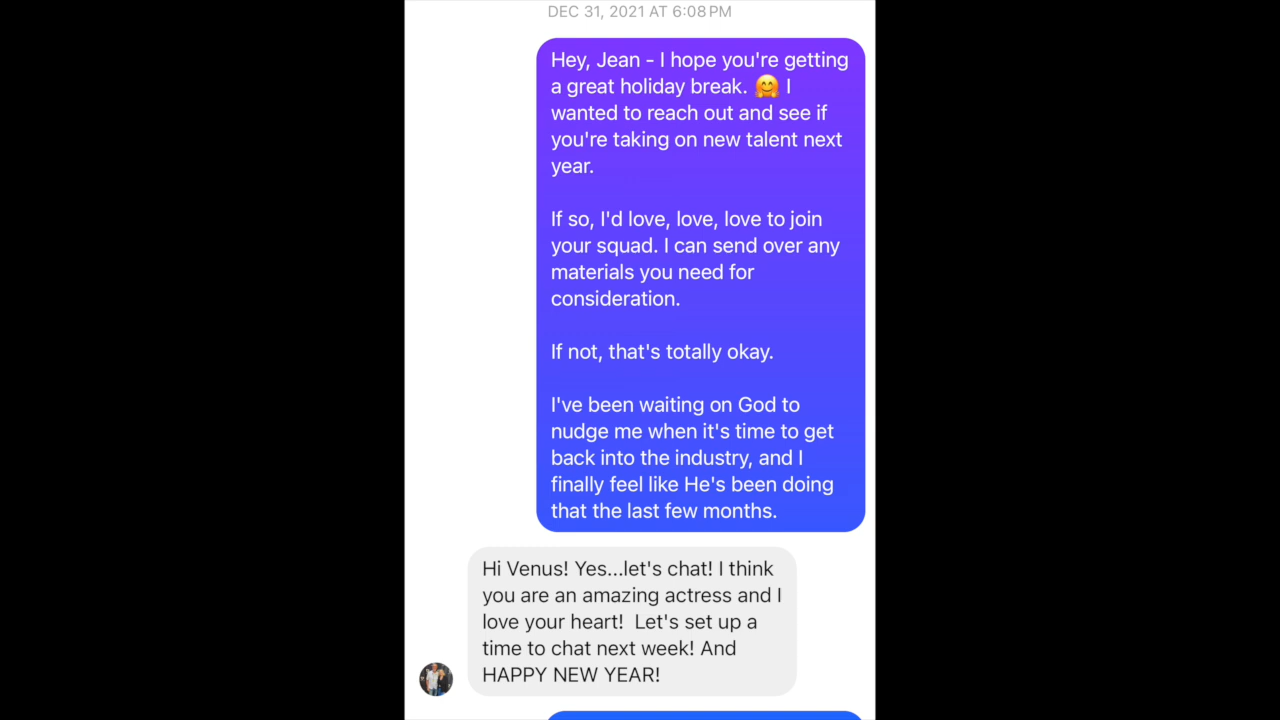 DEC 31, 2021 AT 6:08 PM
Hey, Jean - I hope you're getting
a great holiday break. 🤗 I
wanted to reach out and see if
you're taking on new talent next
year.
If so, I'd love, love, love to join
your squad. I can send over any
materials you need for
consideration.
If not, that's totally okay.
I've been waiting on God to
nudge me when it's time to get
back into the industry, and I
finally feel like He's been doing
that the last few months.
Hi Venus! Yes...let's chat! I think
you are an amazing actress and I
love your heart!  Let's set up a
time to chat next week! And
HAPPY NEW YEAR!